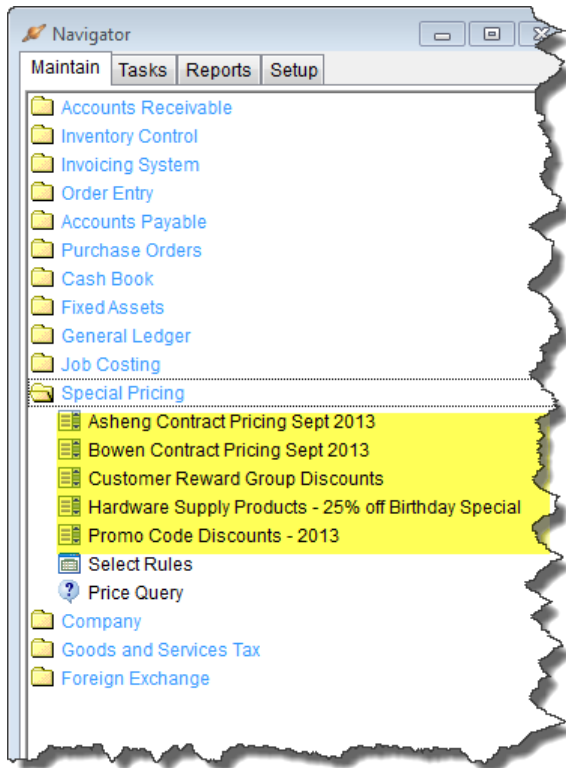 Navigator
Maintain Tasks Reports Setup
Accounts Receivable
Inventory Control
Invoicing System
Order Entry
Accounts Payable
Purchase Orders
Cash Book
Fixed Assets
General Ledger
Job Costing
Special Pricing
Asheng Contract Pricing Sept 2013
Bowen Contract Pricing Sept 2013
Customer Reward Group Discounts
Hardware Supply Products - 25% off Birthday Special
Promo Code Discounts - 2013
Select Rules
Price Query
Company
Goods and Services Tax
Foreign Exchange